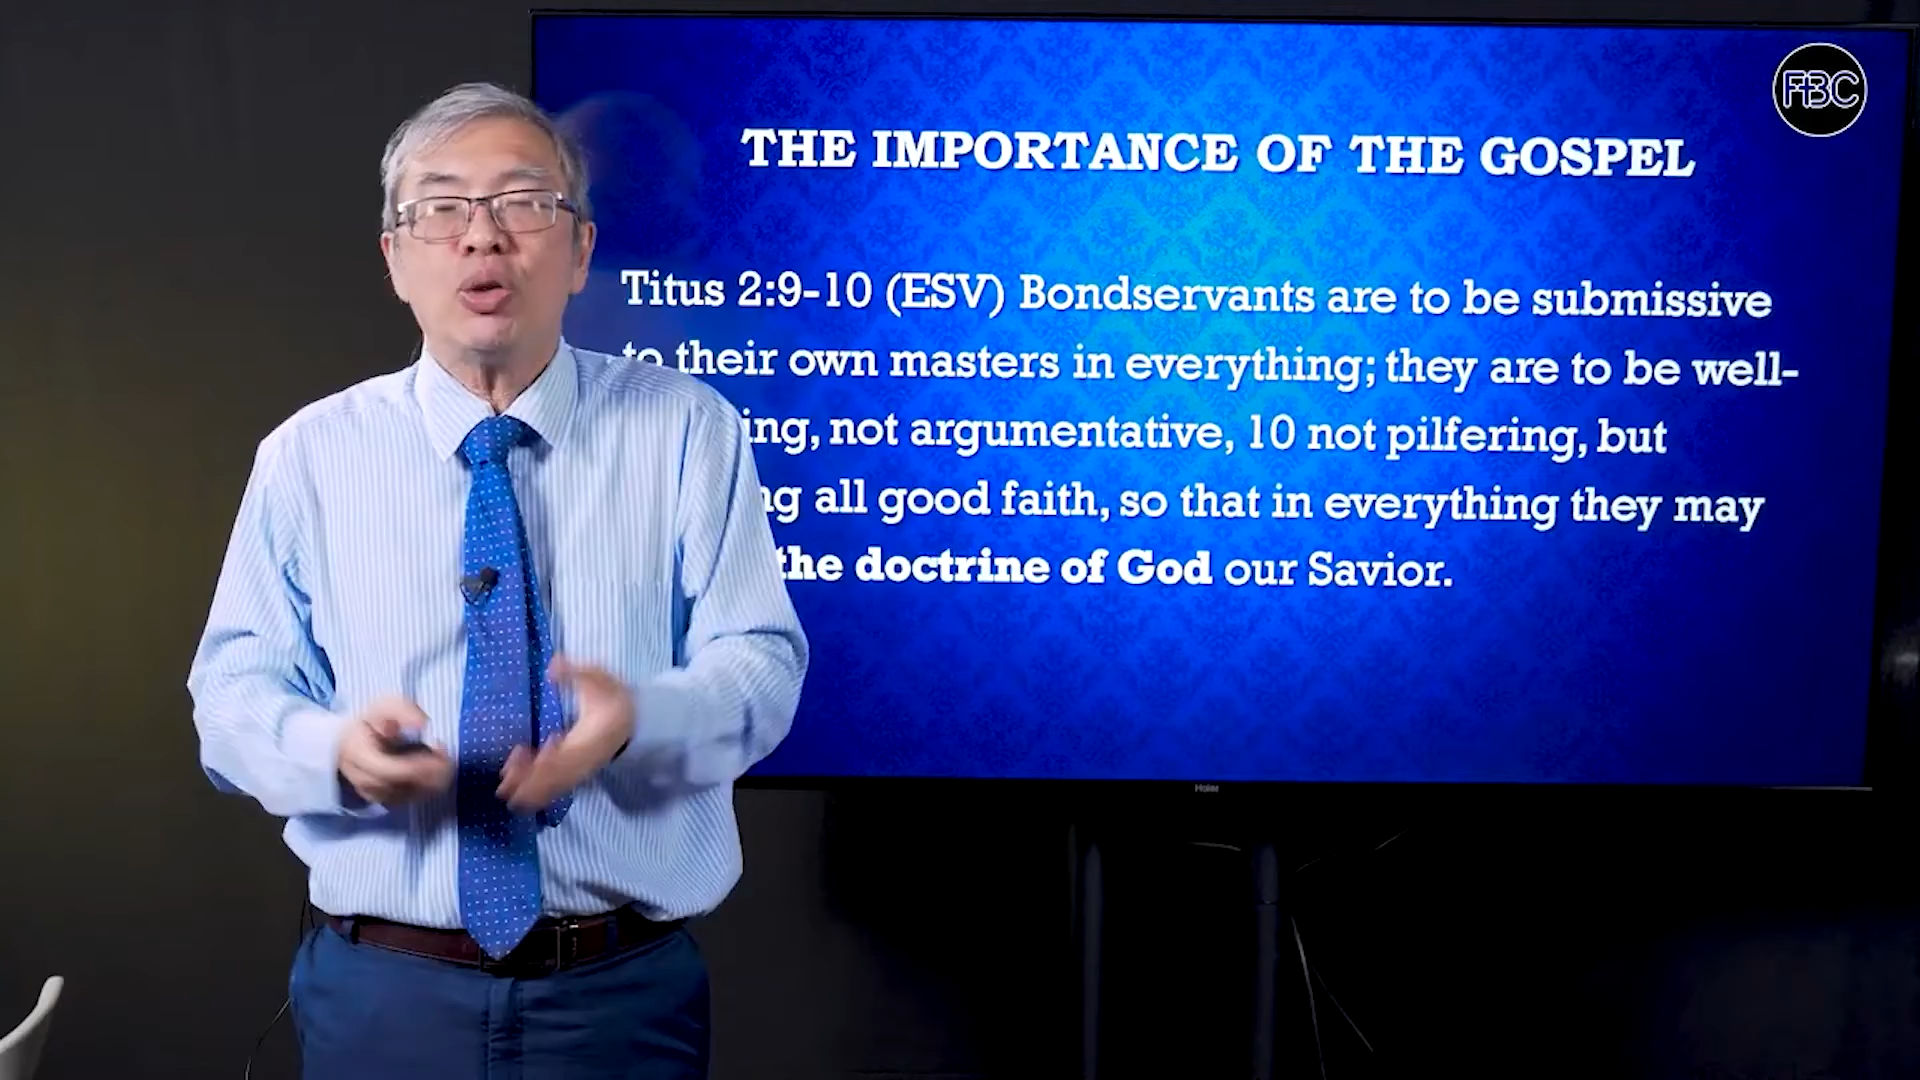 FBC
THE IMPORTANCE OF THE GOSPEL
Titus 2:9-10 (ESV) Bondservants are to be submissive
to their own masters in everything; they are to be well-
ing, not argumentative, 10 not pilfering, but
ng all good faith, so that in everything they may
the doctrine of God our Savior.
Haier